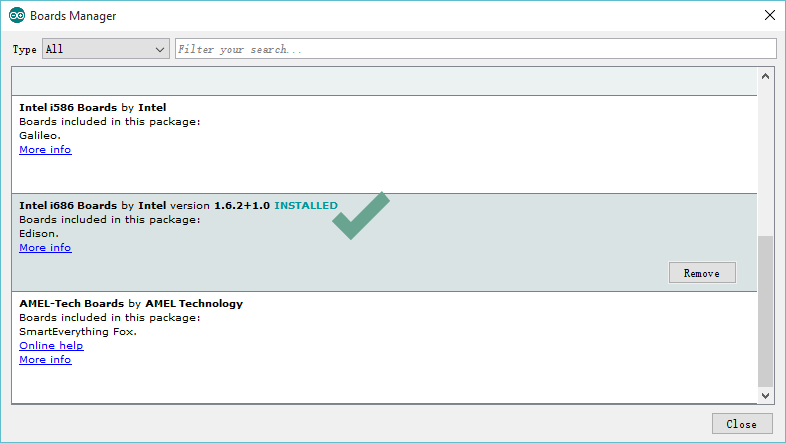 Boards Manager
Type All Filter your search...
Intel i586 Boards by Intel
Boards included in this package:
Galileo.
More info
Intel i686 Boards by Intel version 1.6.2+1.0 INSTALLED
Boards included in this package:
Edison.
More info
Remove
AMEL-Tech Boards by AMEL Technology
Boards included in this package:
SmartEverything Fox.
Online help
More info
Close